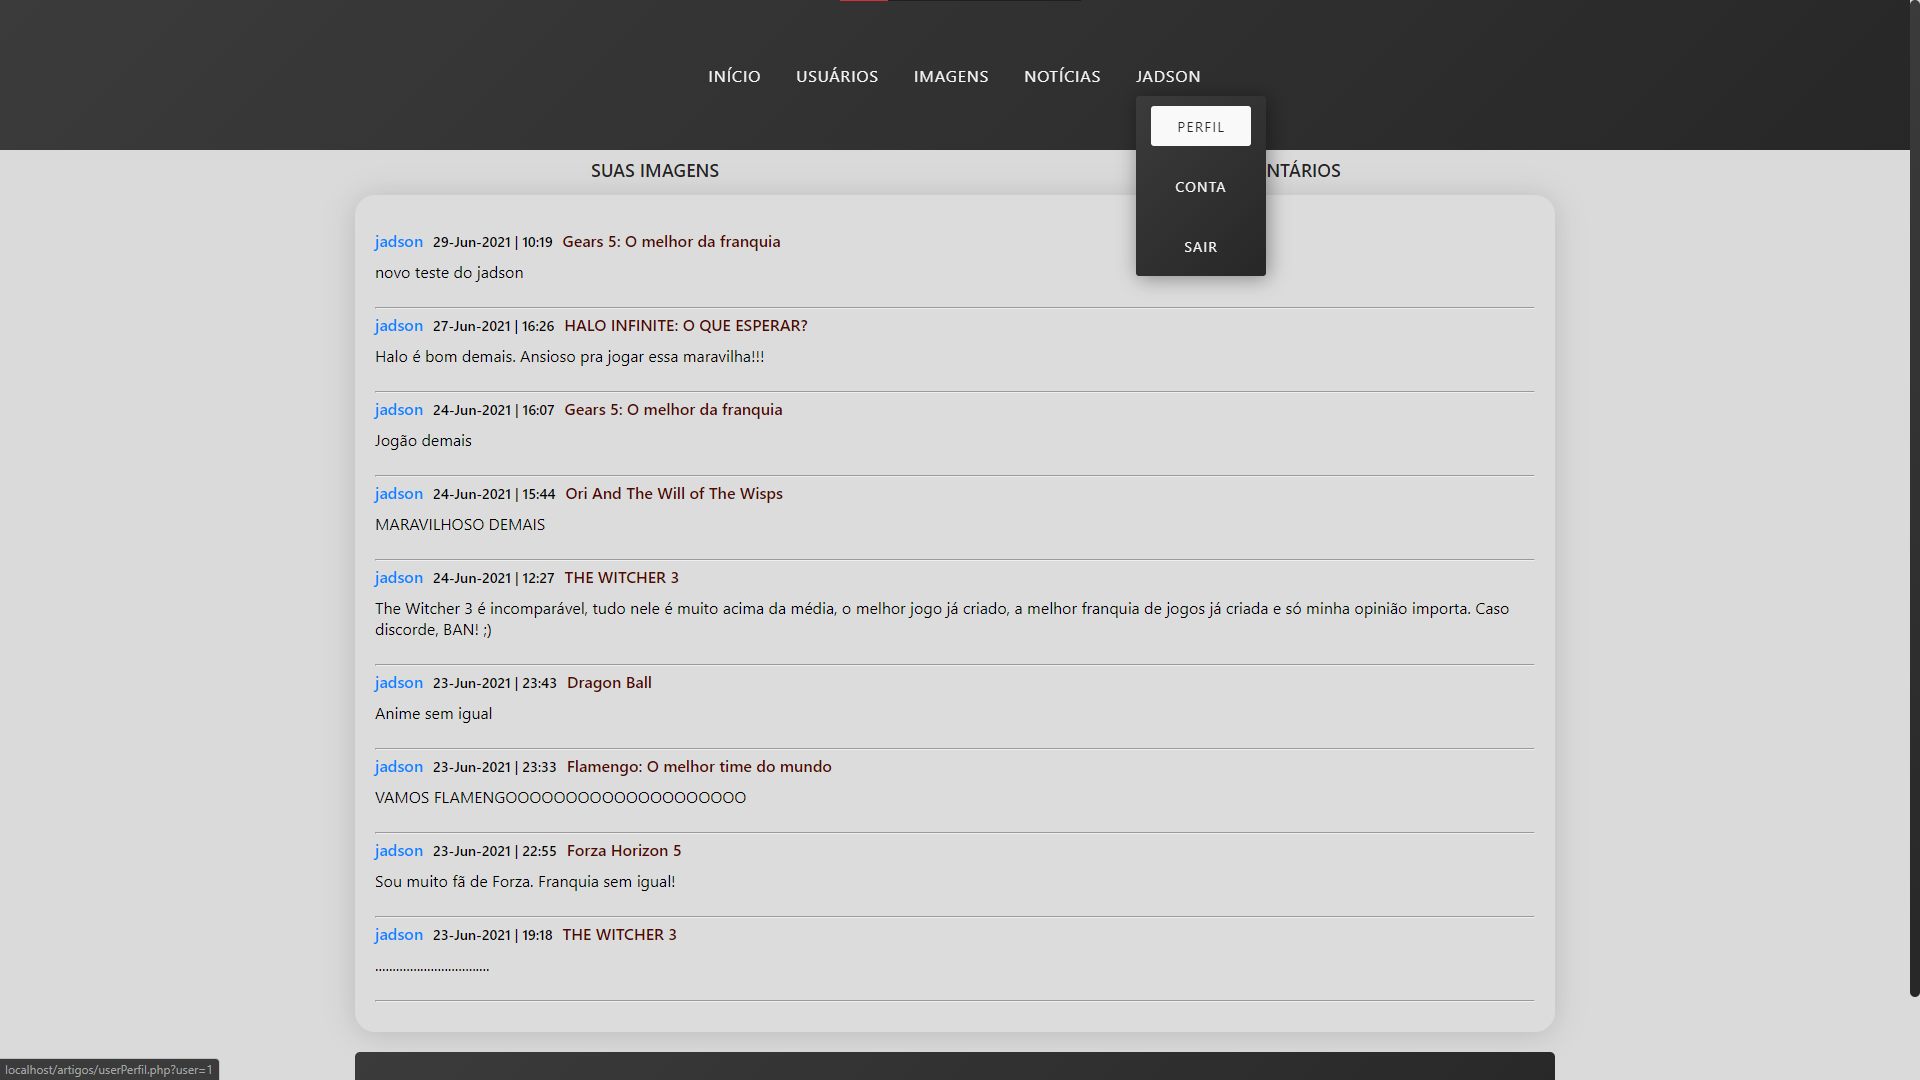 INÍCIO USUÁRIOS IMAGENS NOTÍCIAS JADSON
PERFIL
CONTA
SAIR
SUAS IMAGENS
NTÁRIOS
jadson 29-Jun-2021 | 10:19 Gears 5: O melhor da franquia
novo teste do jadson
jadson 27-Jun-2021 | 16:26 HALO INFINITE: O QUE ESPERAR?
Halo é bom demais. Ansioso pra jogar essa maravilha!!!
jadson 24-Jun-2021 | 16:07 Gears 5: O melhor da franquia
Jogão demais
jadson 24-Jun-2021 | 15:44 Ori And The Will of The Wisps
MARAVILHOSO DEMAIS
jadson 24-Jun-2021 | 12:27 THE WITCHER 3
The Witcher 3 é incomparável, tudo nele é muito acima da média, o melhor jogo já criado, a melhor franquia de jogos já criada e só minha opinião importa. Caso
discorde, BAN! ;)
jadson 23-Jun-2021 | 23:43 Dragon Ball
Anime sem igual
jadson 23-Jun-2021 | 23:33 Flamengo: O melhor time do mundo
VAMOS FLAMENGOOOOOOOOOOOOOOOOOOOO
jadson 23-Jun-2021 | 22:55 Forza Horizon 5
Sou muito fã de Forza. Franquia sem igual!
jadson 23-Jun-2021 | 19:18 THE WITCHER 3
.................................
localhost/artigos/userPerfil.php?user=1